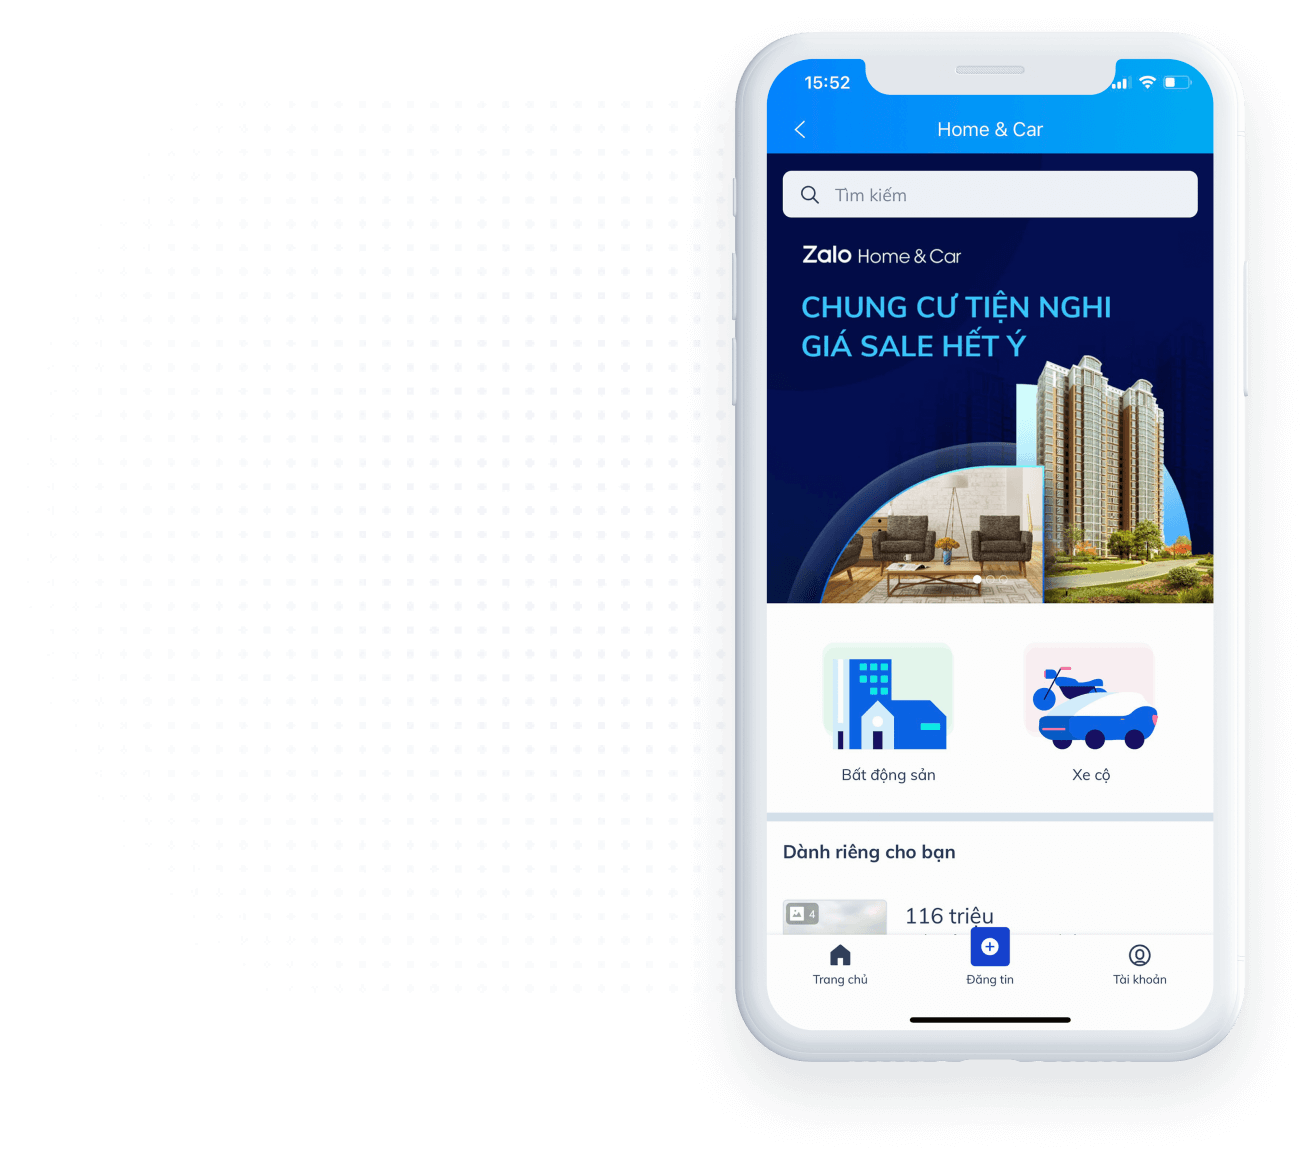 15:52
Home & Car
Tìm kiếm
Zalo Home & Car
CHUNG CƯ TIỆN NGHI
GIÁ SALE HẾT Ý
Bất động sản
Xe cộ
Dành riêng cho bạn
4
116 triệu
Trang chủ
Đăng tin
Tài khoản